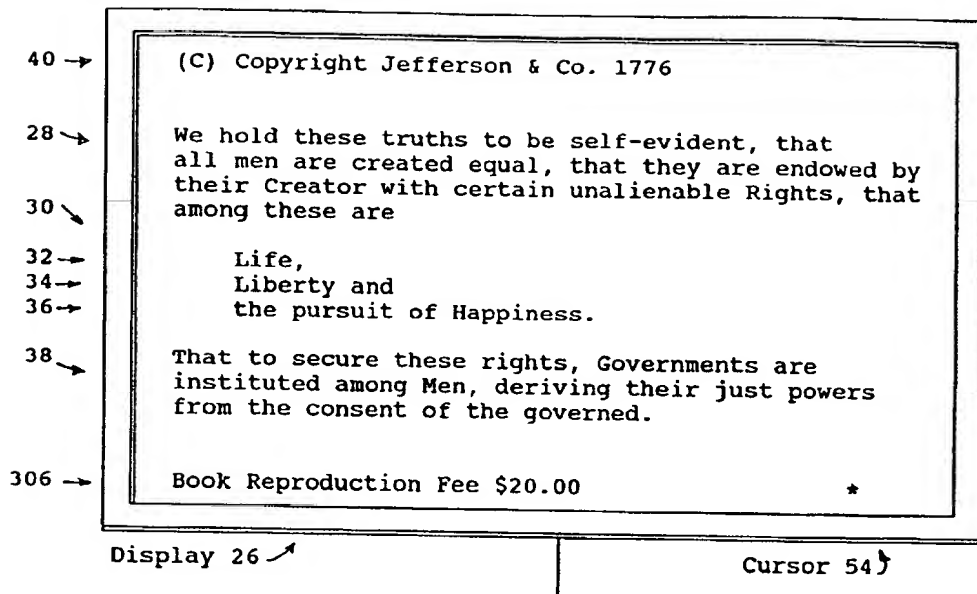 40 → (C) Copyright Jefferson & Co. 1776
28 We hold these truths to be self-evident, that
all men are created equal, that they are endowed by
their Creator with certain unalienable Rights, that
30 among these are
32 → Life,
34 → Liberty and
36 → the pursuit of Happiness.
38 That to secure these rights, Governments are
instituted among Men, deriving their just powers
from the consent of the governed.
306 → Book Reproduction Fee $20.00 *
Display 26 Cursor 54